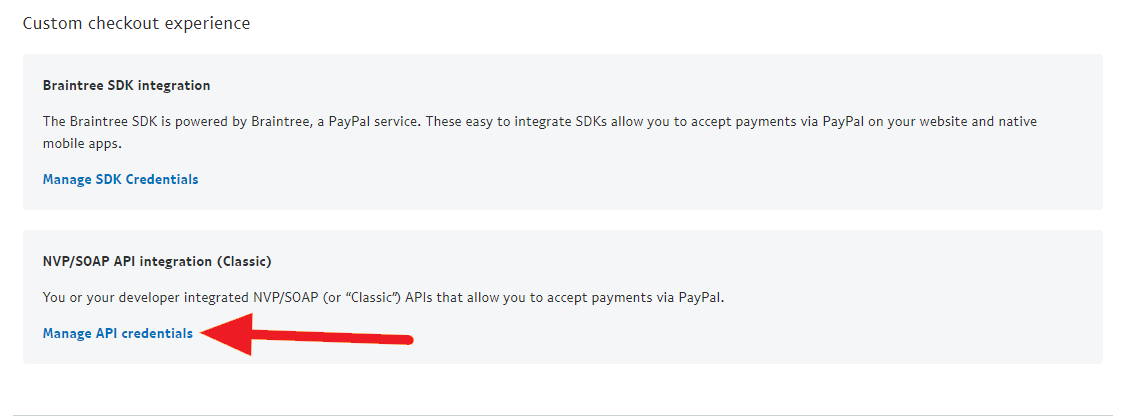 Custom checkout experience
Braintree SDK integration
The Braintree SDK is powered by Braintree, a PayPal service. These easy to integrate SDKs allow you to accept payments via PayPal on your website and native
mobile apps.
Manage SDK Credentials
NVP/SOAP API integration (Classic)
You or your developer integrated NVP/SOAP (or “Classic”) APIs that allow you to accept payments via PayPal.
Manage API credentials